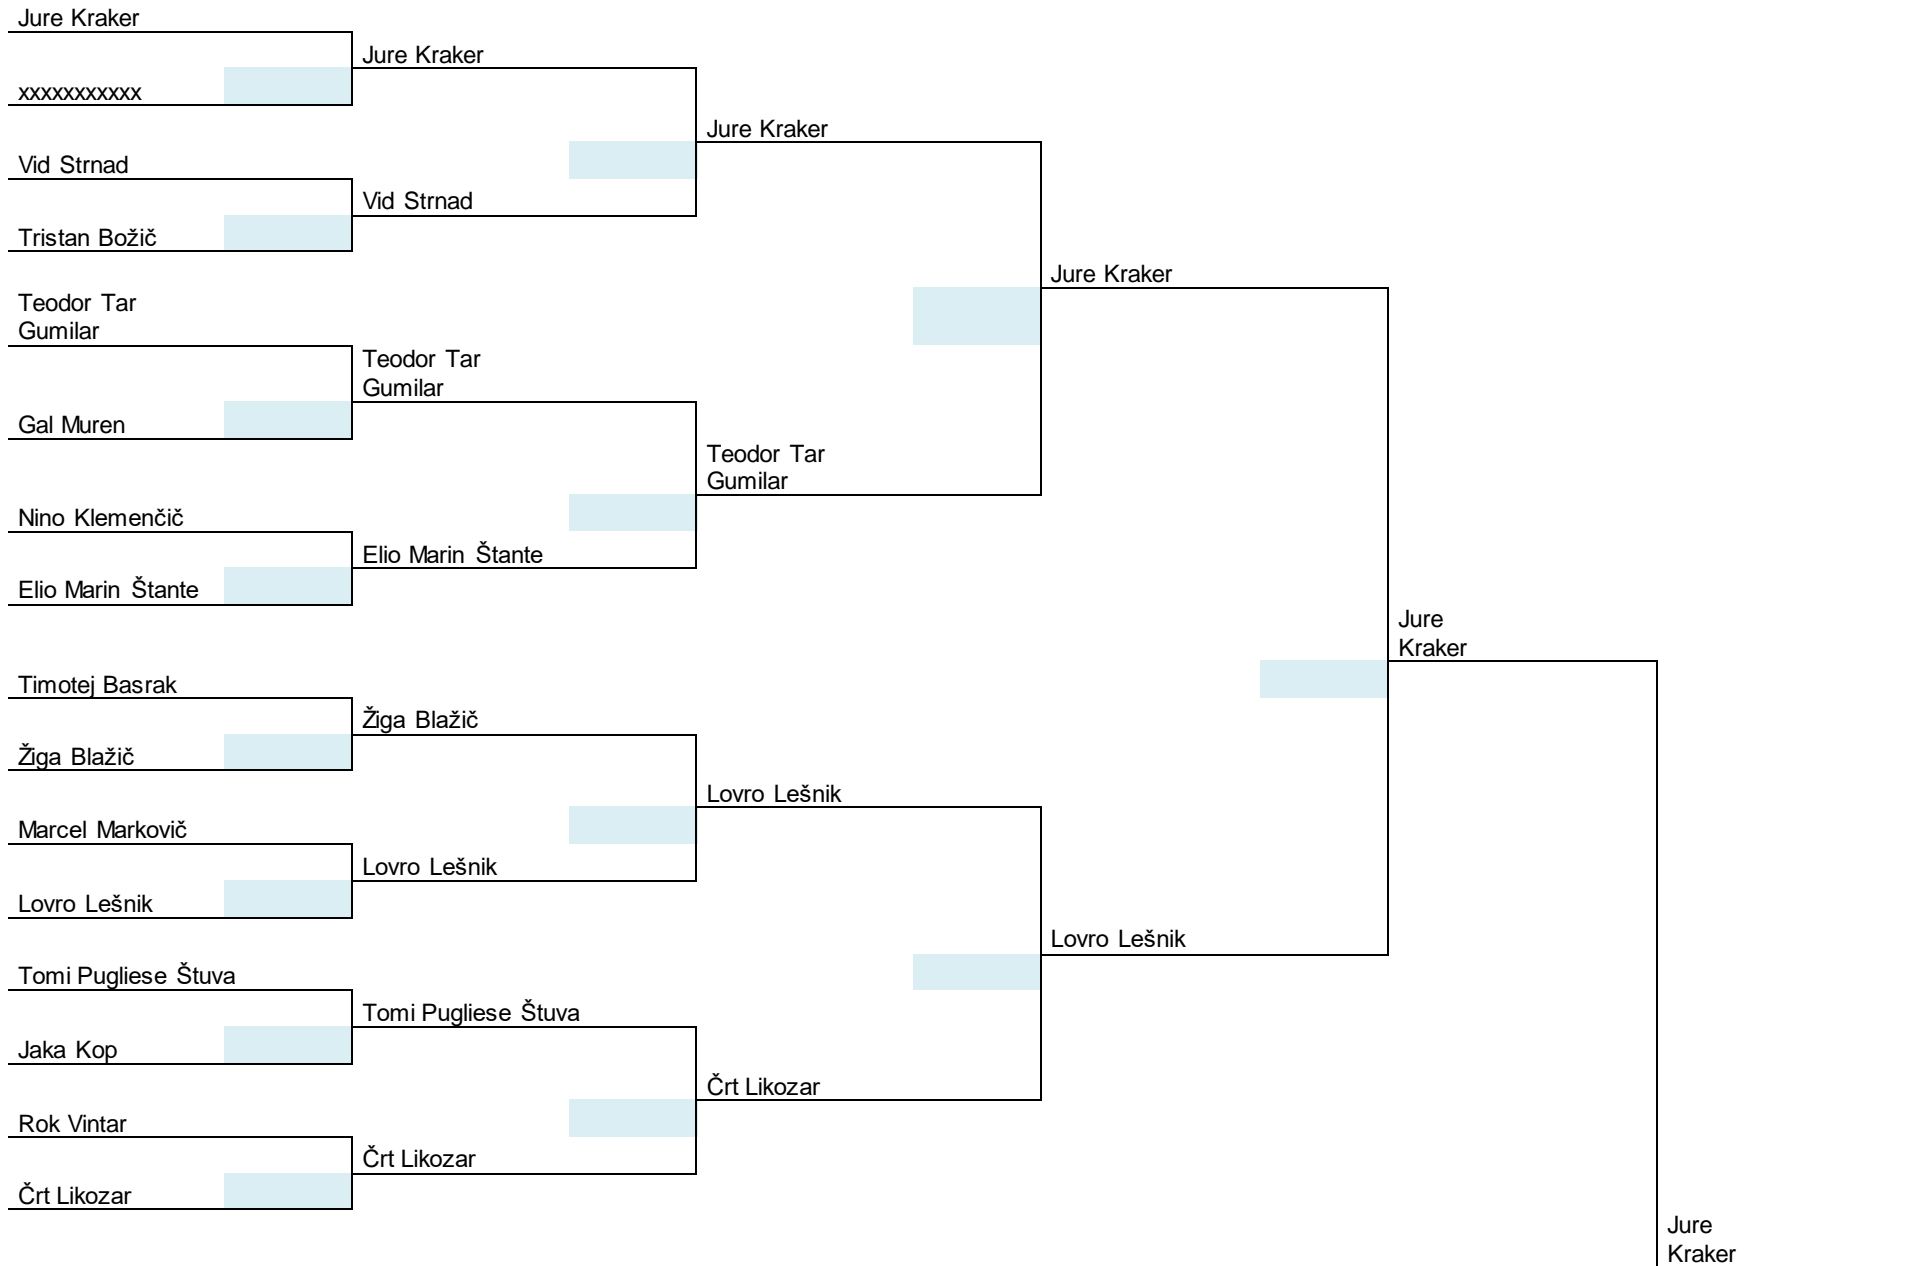 Jure Kraker
xxxxxxxxxxx
Vid Strnad
Tristan Božič
Teodor Tar
Gumilar
Gal Muren
Nino Klemenčič
Elio Marin Štante
Timotej Basrak
Žiga Blažič
Marcel Markovič
Lovro Lešnik
Tomi Pugliese Štuva
Jaka Kop
Rok Vintar
Črt Likozar
Jure Kraker
Vid Strnad
Teodor Tar
Gumilar
Elio Marin Štante
Žiga Blažič
Lovro Lešnik
Tomi Pugliese Štuva
Črt Likozar
Jure Kraker
Teodor Tar
Gumilar
Lovro Lešnik
Črt Likozar
Jure Kraker
Lovro Lešnik
Jure
Kraker
Jure
Kraker